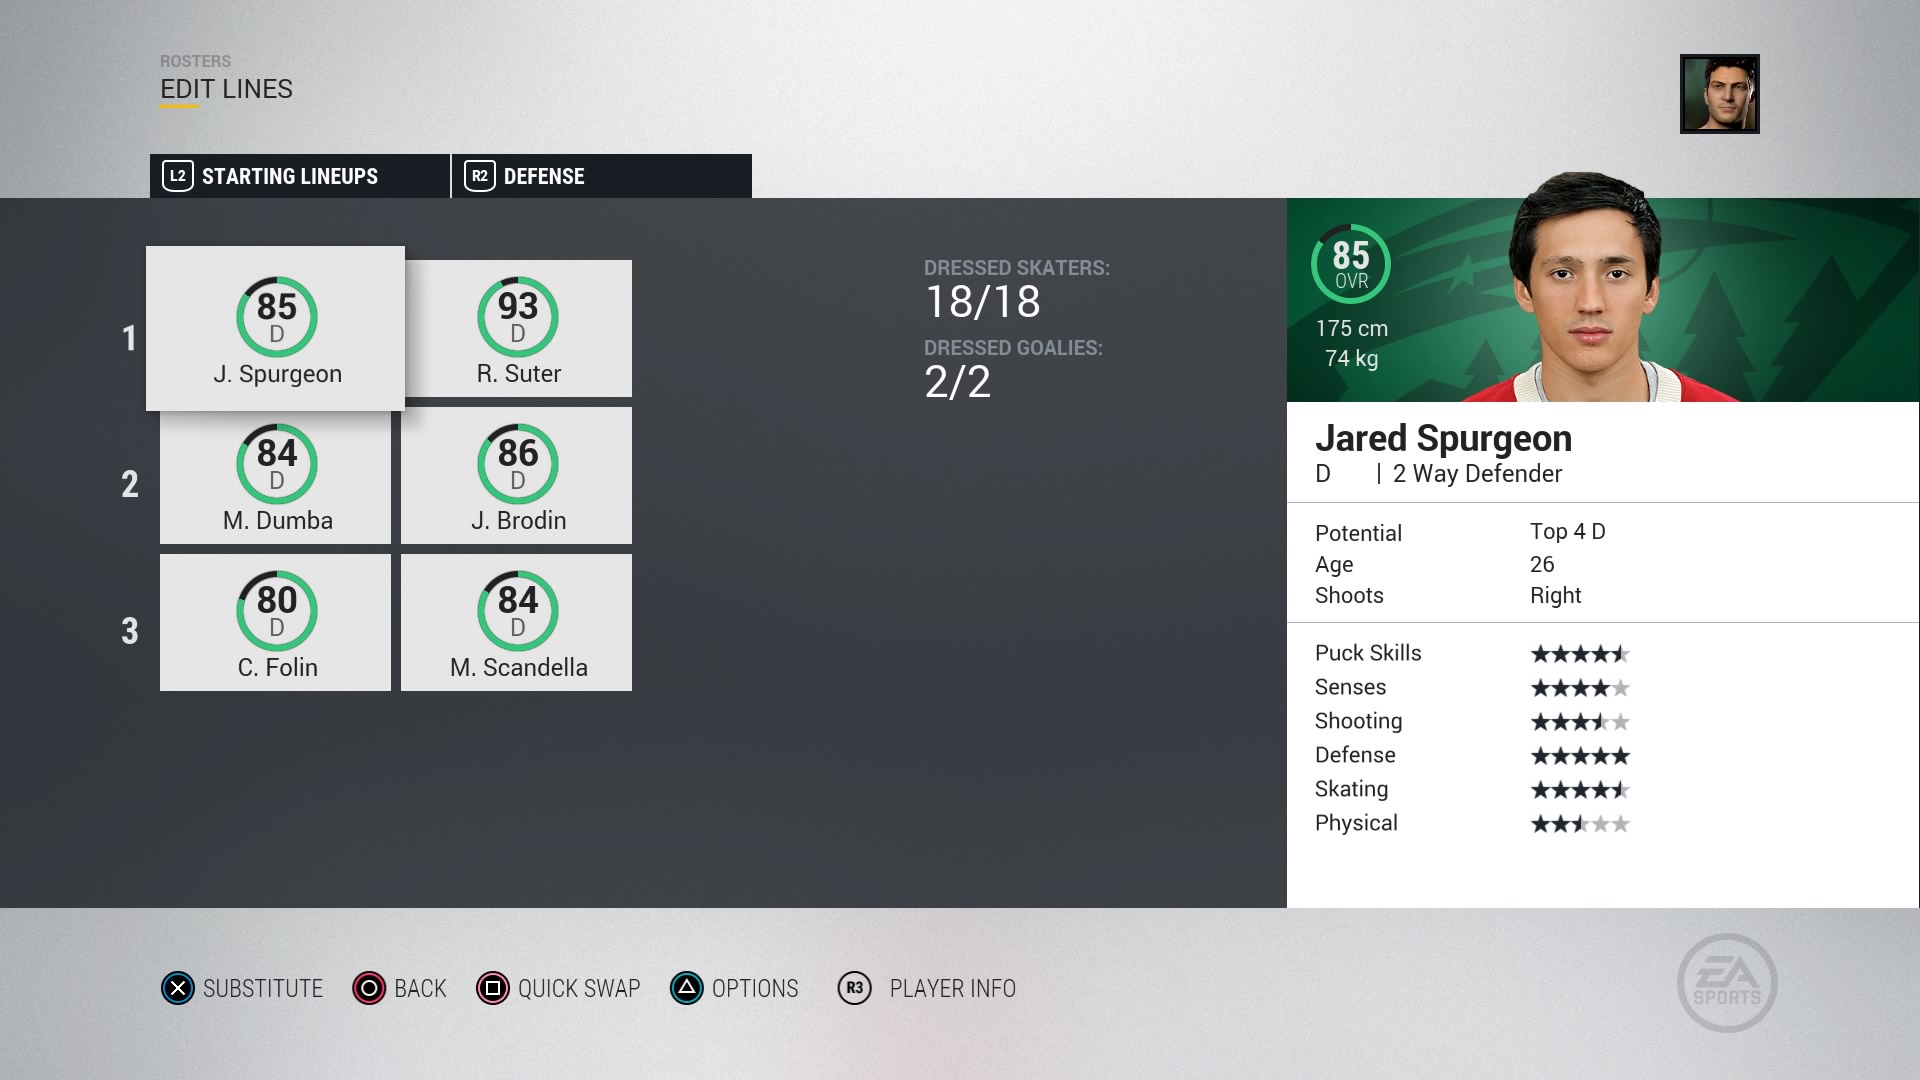 ROSTERS
EDIT LINES
L2 STARTING LINEUPS
R2 DEFENSE
1
85
D
J. Spurgeon
93
D
R. Suter
2
84
D
M. Dumba
86
D
J. Brodin
3
80
D
C. Folin
84
D
M. Scandella
DRESSED SKATERS:
18/18
DRESSED GOALIES:
2/2
85
OVR
175 cm
74 kg
Jared Spurgeon
D | 2 Way Defender
Potential Top 4 D
Age 26
Shoots Right
Puck Skills
Senses
Shooting
Defense
Skating
Physical
SUBSTITUTE BACK QUICK SWAP OPTIONS R3 PLAYER INFO
EA
SPORTS